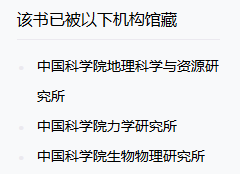 该书已被以下机构馆藏
中国科学院地理科学与资源研
究所
中国科学院力学研究所
中国科学院生物物理研究所